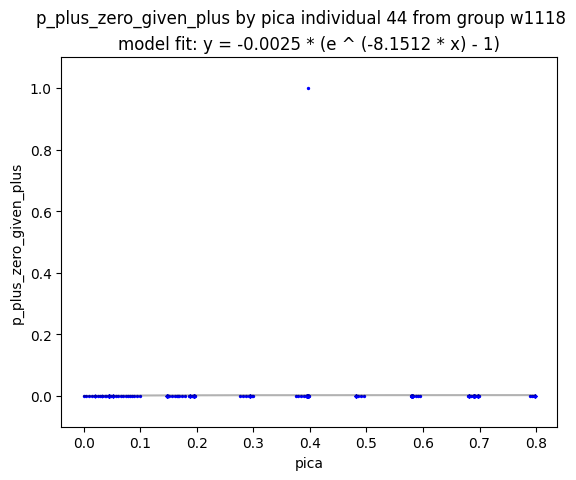 p_plus_zero_given_plus by pica individual 44 from group w1118
model fit: y = -0.0025 * (e ^ (-8.1512 * x) - 1)
p_plus_zero_given_plus
1.0
0.8
0.6
0.4
0.2
0.0
0.0 0.1 0.2 0.3 0.4 0.5 0.6 0.7 0.8
pica